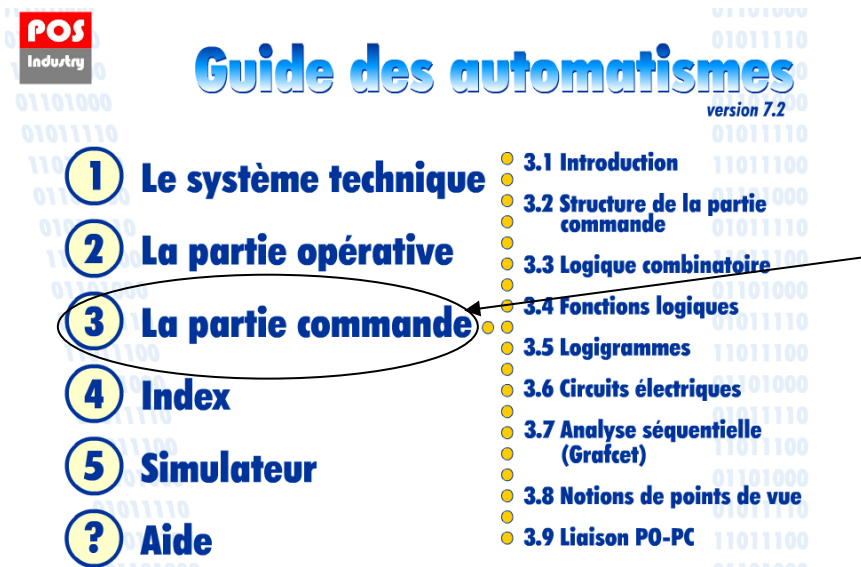 POS
Industry
Guide des automatismes
version 7.2
1 Le système technique
2 La partie opérative
3 La partie commande
4 Index
5 Simulateur
? Aide
3.1 Introduction
3.2 Structure de la partie
commande
3.3 Logique combinatoire
3.4 Fonctions logiques
3.5 Logigrammes
3.6 Circuits électriques
3.7 Analyse séquentielle
(Grafcet)
3.8 Notions de points de vue
3.9 Liaison PO-PC